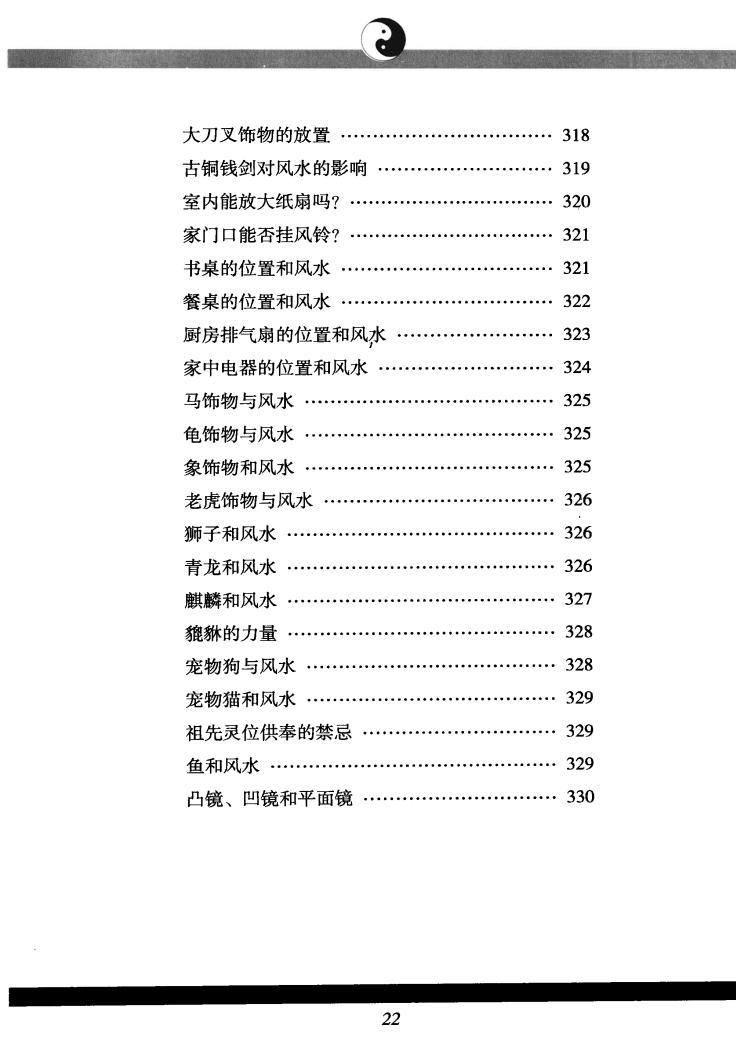 大刀叉饰物的放置 ································· 318
古铜钱剑对风水的影响 ··························· 319
室内能放大纸扇吗? ································ 320
家门口能否挂风铃? ································ 321
书桌的位置和风水 ································· 321
餐桌的位置和风水 ································· 322
厨房排气扇的位置和风水 ························ 323
家中电器的位置和风水 ··························· 324
马饰物与风水 ······································· 325
龟饰物与风水 ······································· 325
象饰物和风水 ······································· 325
老虎饰物与风水 ···································· 326
狮子和风水 ·········································· 326
青龙和风水 ·········································· 326
麒麟和风水 ·········································· 327
貔貅的力量 ·········································· 328
宠物狗与风水 ······································· 328
宠物猫和风水 ······································· 329
祖先灵位供奉的禁忌 ······························ 329
鱼和风水 ············································· 329
凸镜、凹镜和平面镜 ······························ 330
22